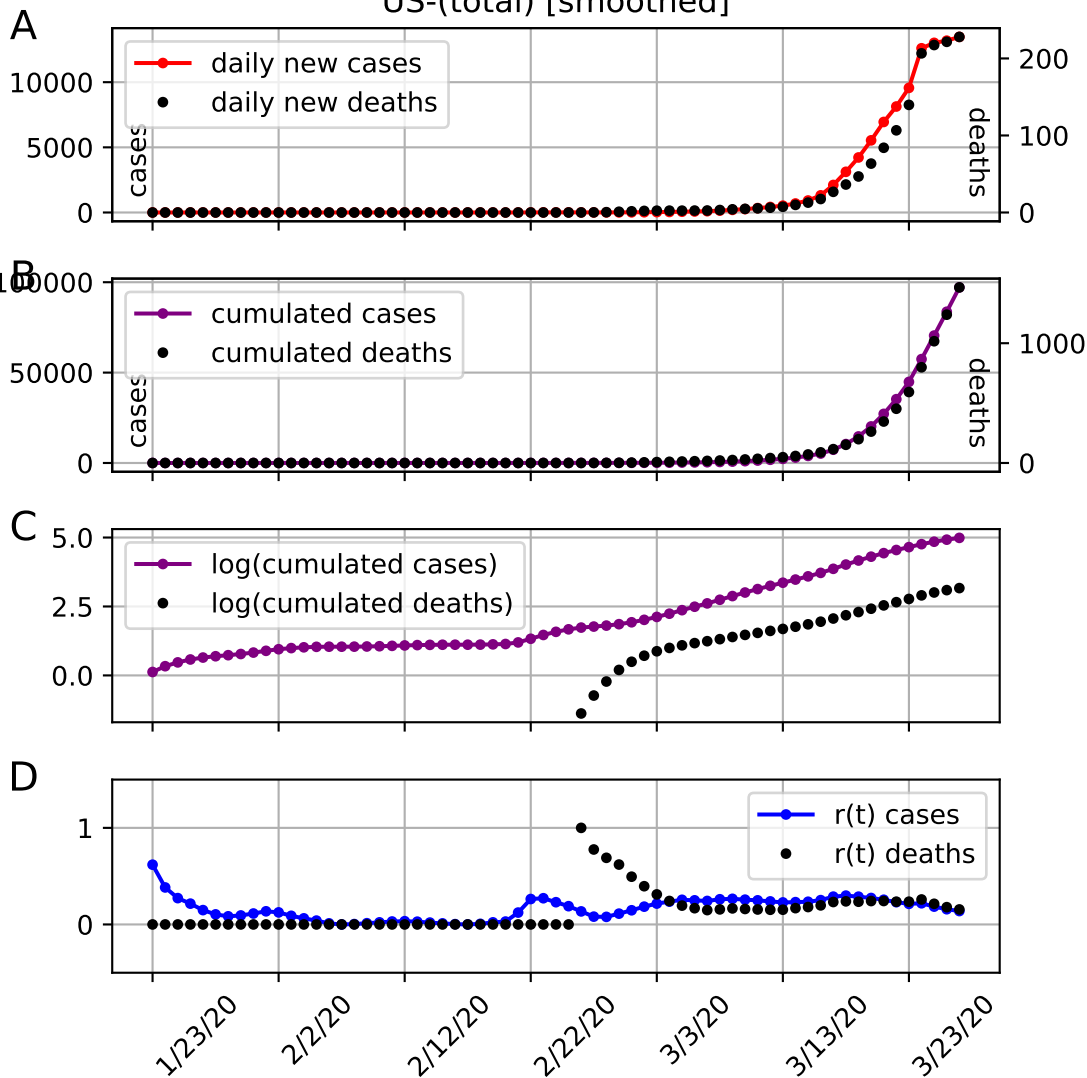 US-(total) [smoothed]
A
daily new cases
daily new deaths
10000
5000
0
cases
200
100
0
deaths
B
100000
50000
0
cumulated cases
cumulated deaths
cases
1000
0
deaths
C
5.0
2.5
0.0
log(cumulated cases)
log(cumulated deaths)
D
1
0
r(t) cases
r(t) deaths
1/23/20
2/2/20
2/12/20
2/22/20
3/3/20
3/13/20
3/23/20